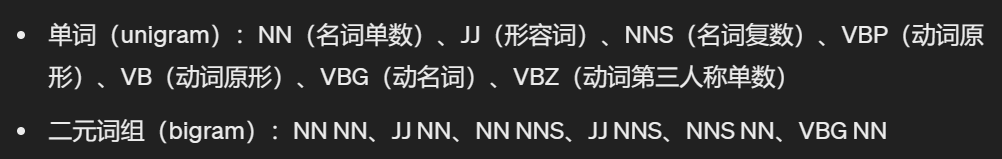 • 单词（unigram）：NN（名词单数）、JJ（形容词）、NNS（名词复数）、VBP（动词原
形）、VB（动词原形）、VBG（动名词）、VBZ（动词第三人称单数）
• 二元词组（bigram）：NN NN、JJ NN、NN NNS、JJ NNS、NNS NN、VBG NN